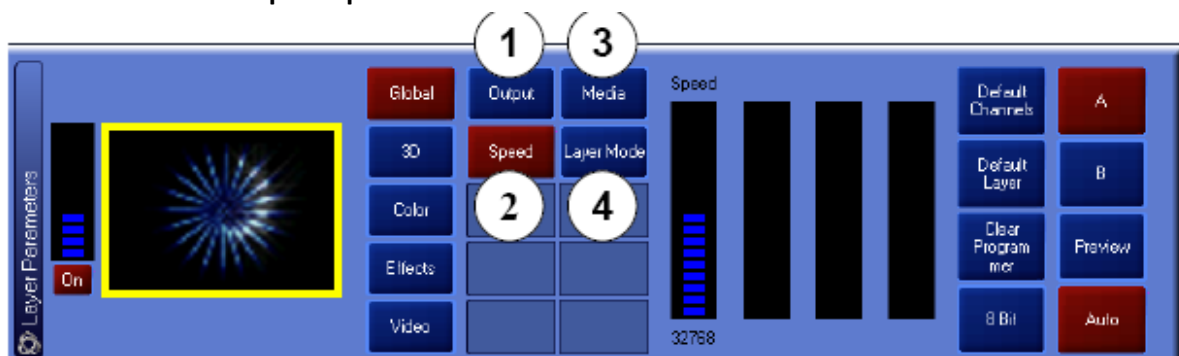 1
3
Layer Parameters
On
Global
3D
Color
Effects
Video
Output
Media
Speed
Layer Mode
2
4
Speed
32768
Default
Channels
Default
Layer
Clear
Program
mer
8 Bit
A
B
Preview
Auto